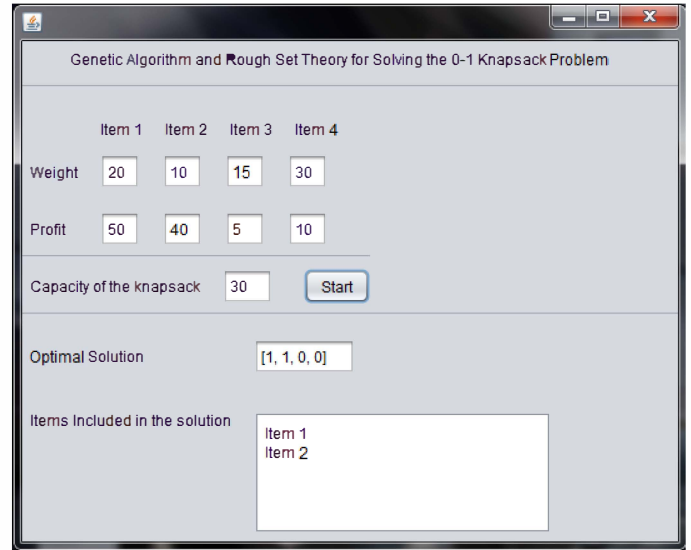 Genetic Algorithm and Rough Set Theory for Solving the 0-1 Knapsack Problem
Item 1 Item 2 Item 3 Item 4
Weight 20 10 15 30
Profit 50 40 5 10
Capacity of the knapsack 30 Start
Optimal Solution [1, 1, 0, 0]
Items Included in the solution
Item 1
Item 2